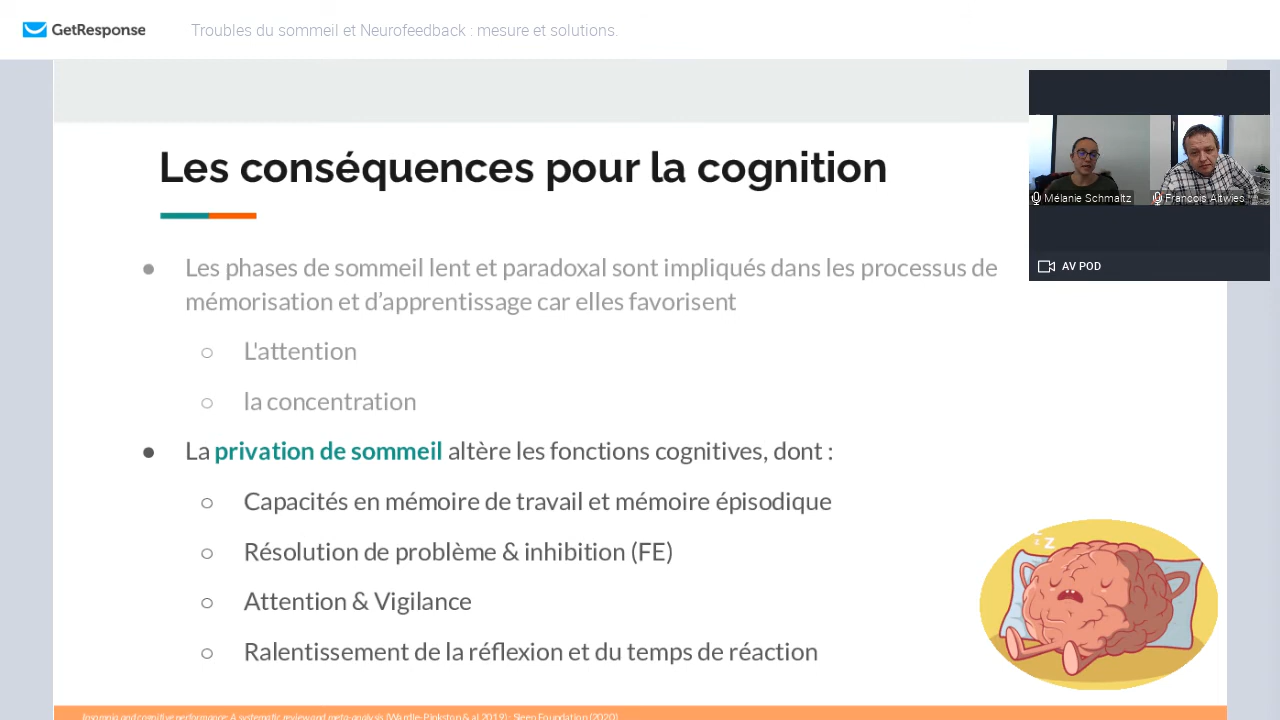 GetResponse
Troubles du sommeil et Neurofeedback : mesure et solutions.
Les conséquences pour la cognition
Mélanie Schmaltz
Francois Altwies
AV POD
● Les phases de sommeil lent et paradoxal sont impliqués dans les processus de
mémorisation et d’apprentissage car elles favorisent
○ L'attention
○ la concentration
● La privation de sommeil altère les fonctions cognitives, dont :
○ Capacités en mémoire de travail et mémoire épisodique
○ Résolution de problème & inhibition (FE)
○ Attention & Vigilance
○ Ralentissement de la réflexion et du temps de réaction
z z
Insomnia and cognitive performance: A systematic review and meta-analysis (Wardle-Pinkston & al 2019) ; Sleep Foundation (2020)